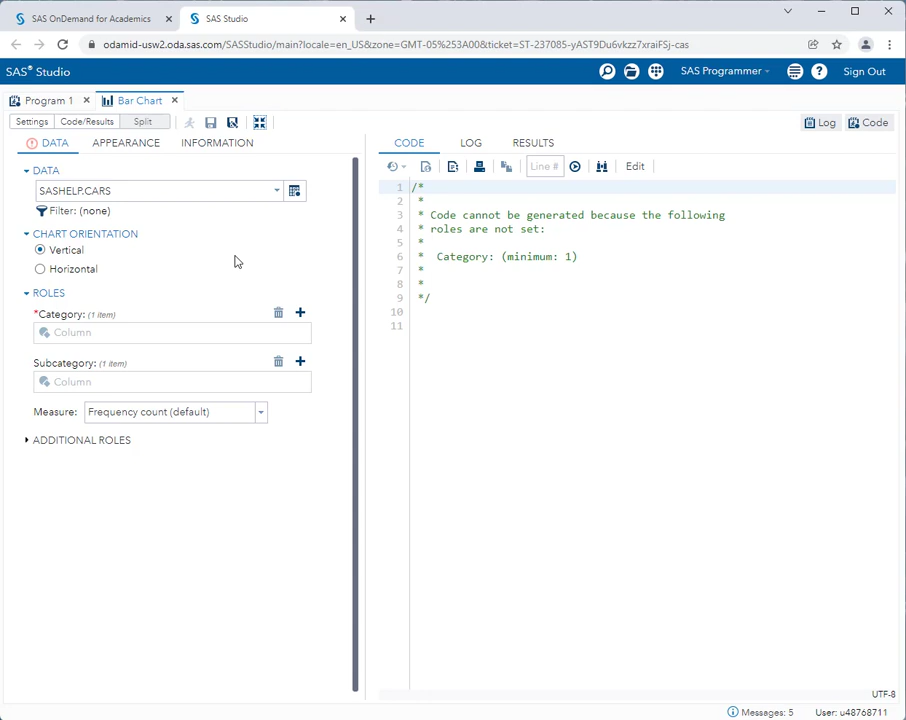 SAS OnDemand for Academics
SAS Studio
odamid-usw2.oda.sas.com/SASStudio/main?locale=en_US&zone=GMT-05%253A00&ticket=ST-237085-yAST9Du6vkzz7xraiFSj-cas
SAS® Studio
SAS Programmer
Sign Out
Program 1
Bar Chart
Settings
Code/Results
Split
Log
Code
DATA
APPEARANCE
INFORMATION
CODE
LOG
RESULTS
Line #
Edit
DATA
SASHELP.CARS
Filter: (none)
CHART ORIENTATION
Vertical
Horizontal
ROLES
*Category: (1 item)
Column
Subcategory: (1 item)
Column
Measure: Frequency count (default)
ADDITIONAL ROLES
1 /*
2 *
3 * Code cannot be generated because the following
4 * roles are not set:
5 *
6 * Category: (minimum: 1)
7 *
8 *
9 */
10
11
UTF-8
Messages: 5
User: u48768711